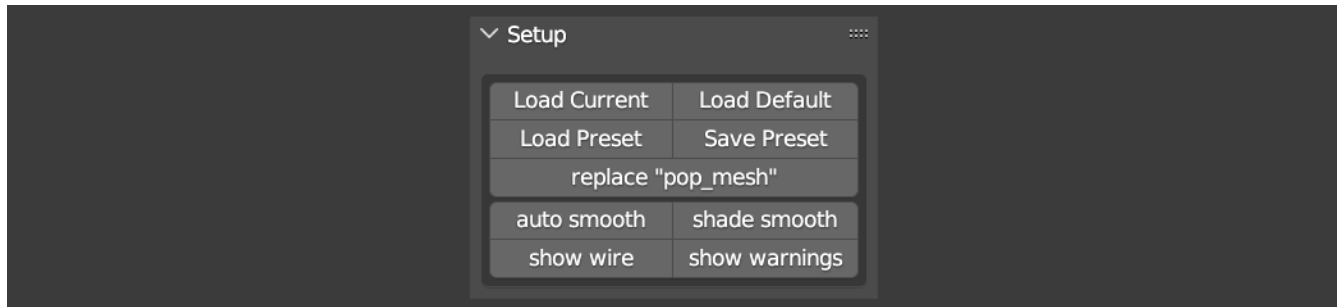 Setup
Load Current Load Default
Load Preset Save Preset
replace "pop_mesh"
auto smooth shade smooth
show wire show warnings